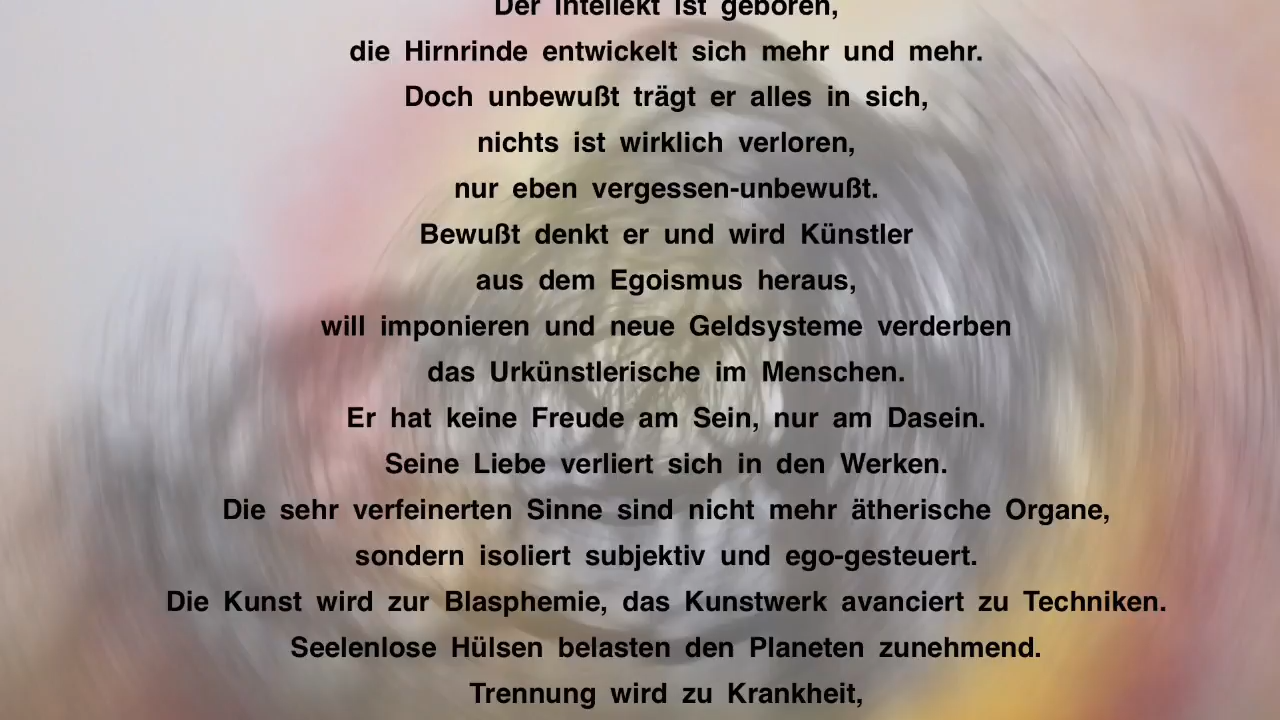 Der Intellekt ist geboren,
die Hirnrinde entwickelt sich mehr und mehr.
Doch unbewußt trägt er alles in sich,
nichts ist wirklich verloren,
nur eben vergessen-unbewußt.
Bewußt denkt er und wird Künstler
aus dem Egoismus heraus,
will imponieren und neue Geldsysteme verderben
das Urkünstlerische im Menschen.
Er hat keine Freude am Sein, nur am Dasein.
Seine Liebe verliert sich in den Werken.
Die sehr verfeinerten Sinne sind nicht mehr ätherische Organe,
sondern isoliert subjektiv und ego-gesteuert.
Die Kunst wird zur Blasphemie, das Kunstwerk avanciert zu Techniken.
Seelenlose Hülsen belasten den Planeten zunehmend.
Trennung wird zu Krankheit,